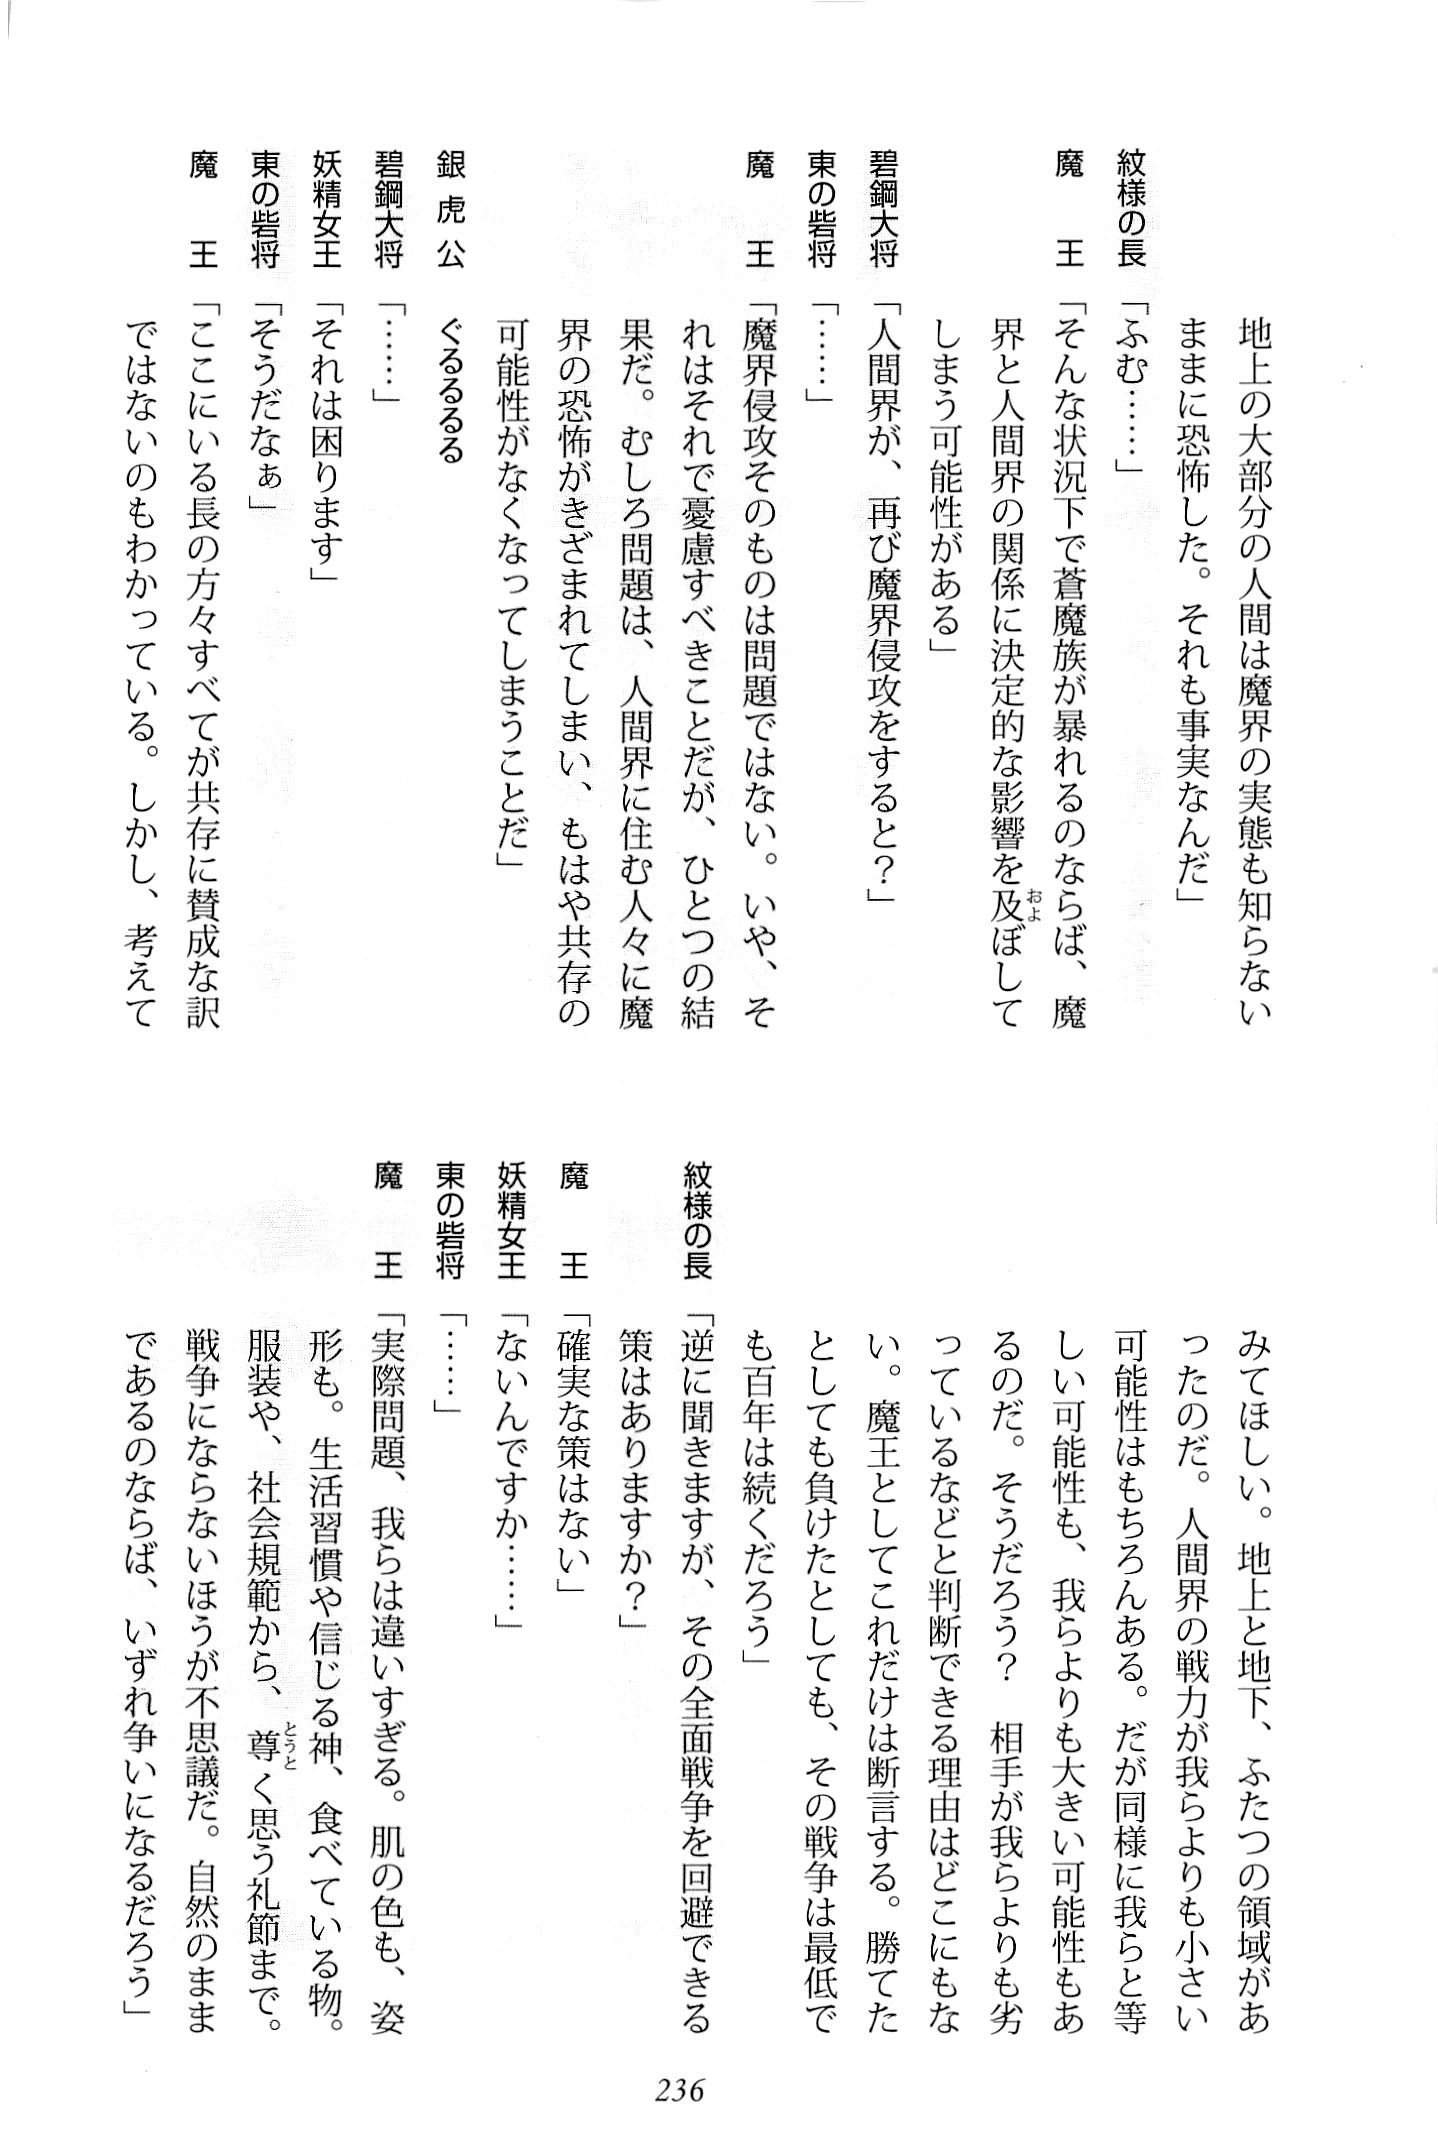 地上の大部分の人間は魔界の実態も知らない
ままに恐怖した。それも事実なんだ」
紋様の長「ふむ……」
魔　　王「そんな状況下で蒼魔族が暴れるのならば、魔
界と人間界の関係に決定的な影響を及ぼして
およ
しまう可能性がある」
碧鋼大将「人間界が、再び魔界侵攻をすると？」
東の砦将「……」
魔　　王「魔界侵攻そのものは問題ではない。いや、そ
れはそれで憂慮すべきことだが、ひとつの結
果だ。むしろ問題は、人間界に住む人々に魔
界の恐怖がきざまれてしまい、もはや共存の
可能性がなくなってしまうことだ」
銀 虎 公　ぐるるるる
碧鋼大将「……」
妖精女王「それは困ります」
東の砦将「そうだなぁ」
魔　　王「ここにいる長の方々すべてが共存に賛成な訳
ではないのもわかっている。しかし、考えて
みてほしい。地上と地下、ふたつの領域があ
ったのだ。人間界の戦力が我らよりも小さい
可能性はもちろんある。だが同様に我らと等
しい可能性も、我らよりも大きい可能性もあ
るのだ。そうだろう？　相手が我らよりも劣
っているなどと判断できる理由はどこにもな
い。魔王としてこれだけは断言する。勝てた
としても負けたとしても、その戦争は最低で
も百年は続くだろう」
紋様の長「逆に聞きますが、その全面戦争を回避できる
策はありますか？」
魔　　王「確実な策はない」
妖精女王「ないんですか……」
東の砦将「……」
魔　　王「実際問題、我らは違いすぎる。肌の色も、姿
形も。生活習慣や信じる神、食べている物。
服装や、社会規範から、尊く思う礼節まで。
とうと
戦争にならないほうが不思議だ。自然のまま
であるのならば、いずれ争いになるだろう」
236